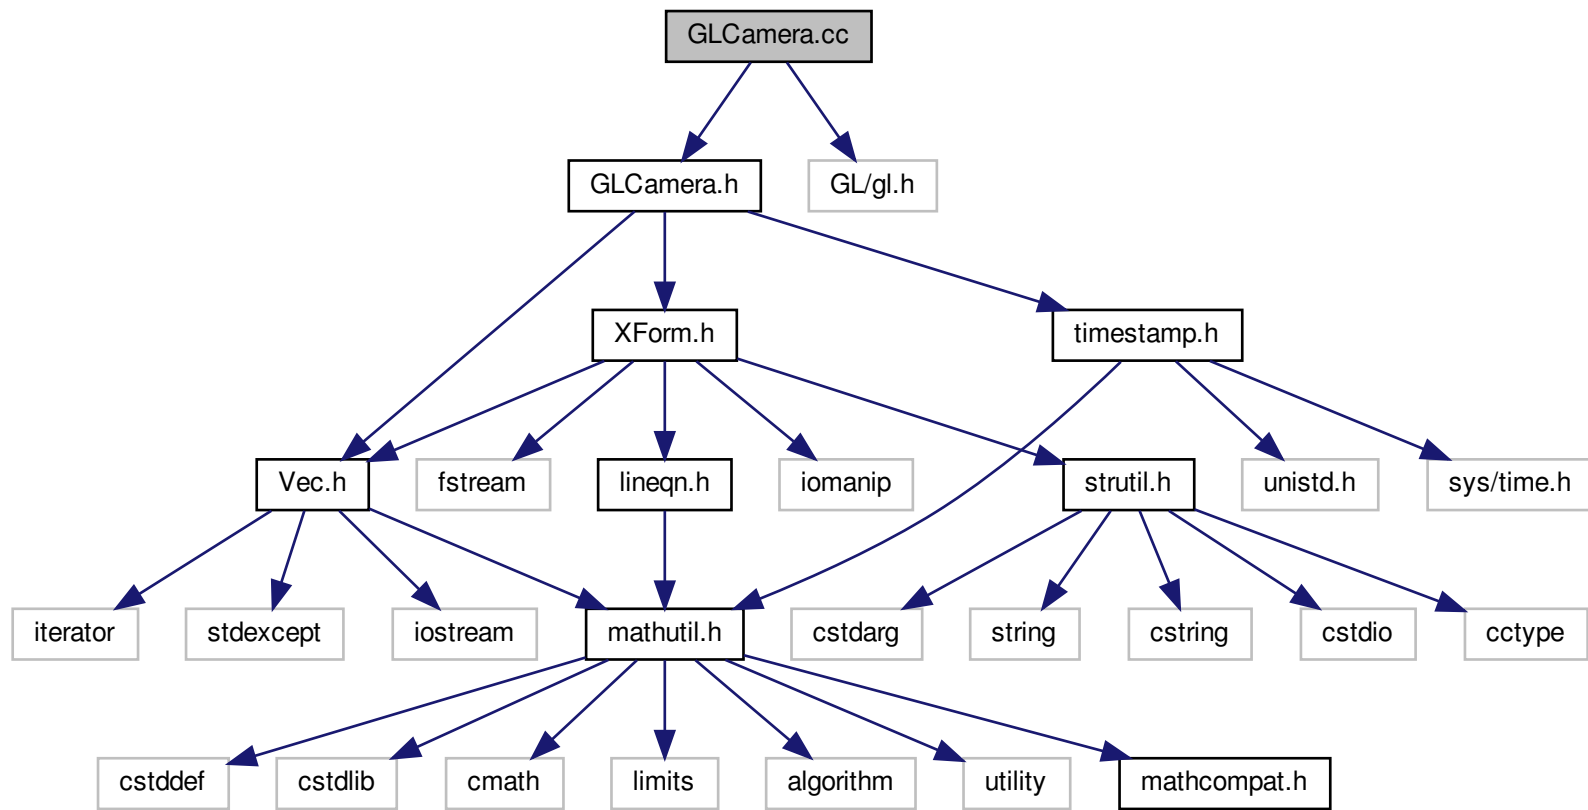 GLCamera.cc
GLCamera.h
GL/gl.h
XForm.h
timestamp.h
Vec.h
fstream
lineqn.h
iomanip
strutil.h
unistd.h
sys/time.h
iterator
stdexcept
iostream
mathutil.h
cstdarg
string
cstring
cstdio
cctype
cstddef
cstdlib
cmath
limits
algorithm
utility
mathcompat.h